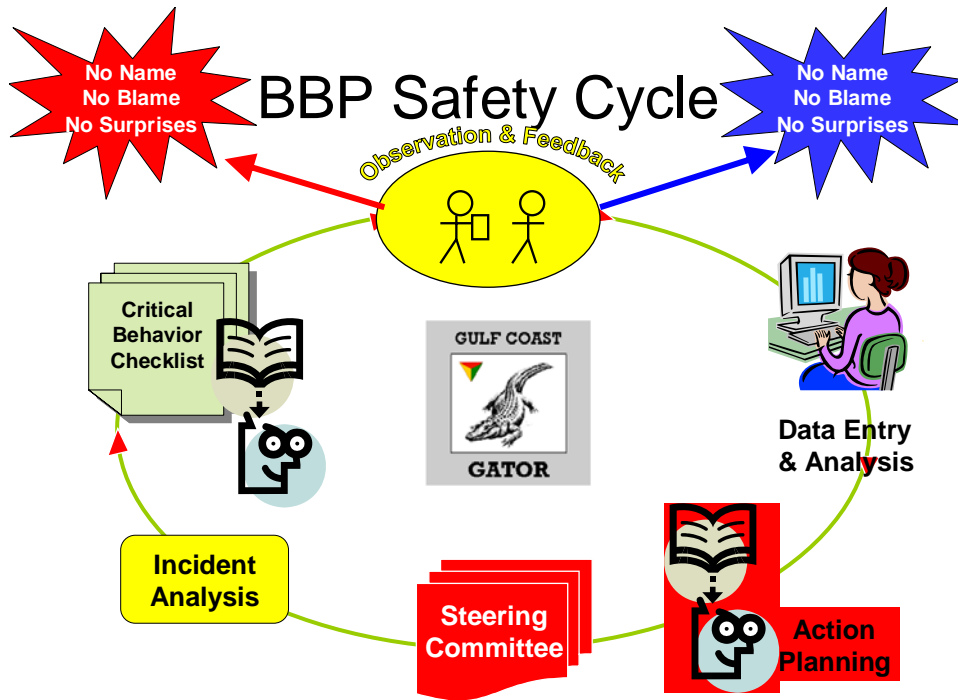 No Name
No Blame
No Surprises
BBP Safety Cycle
No Name
No Blame
No Surprises
Observation & Feedback
Critical
Behavior
Checklist
GULF COAST
GATOR
Data Entry
& Analysis
Incident
Analysis
Steering
Committee
Action
Planning